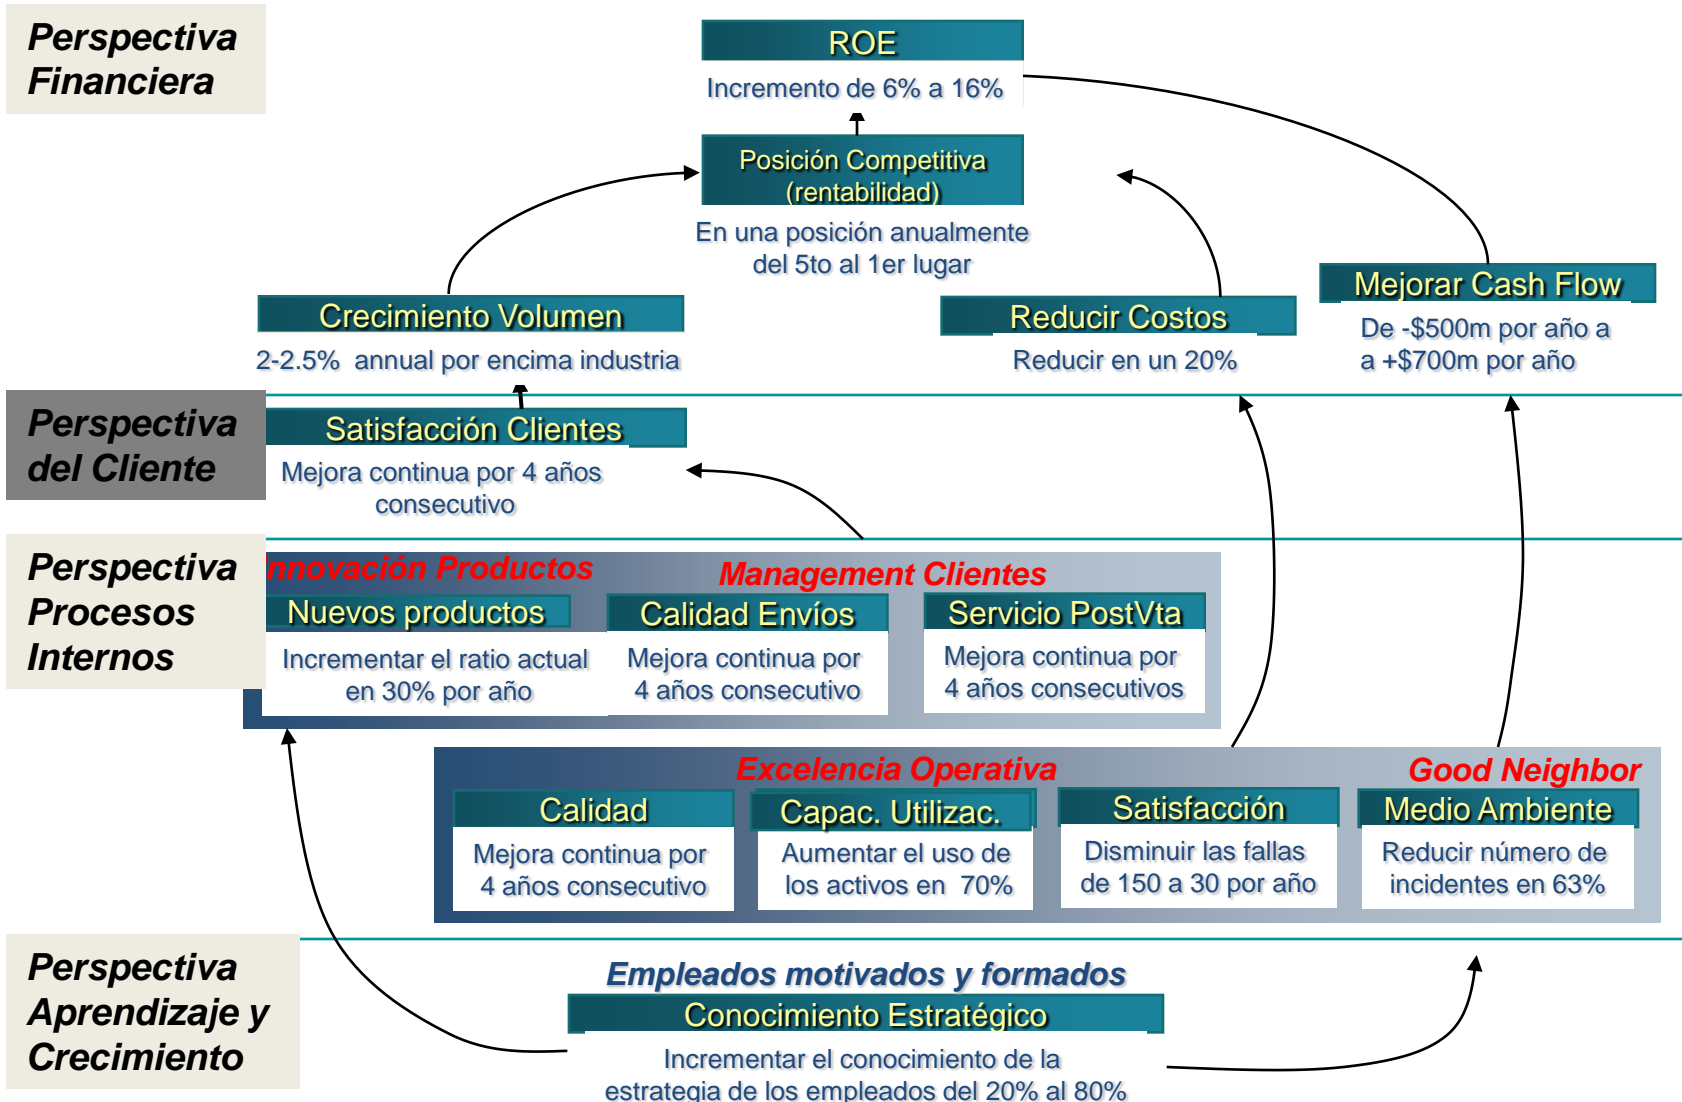 Perspectiva
Financiera
ROE
Incremento de 6% a 16%
Posición Competitiva
(rentabilidad)
En una posición anualmente
del 5to al 1er lugar
Crecimiento Volumen
2-2.5% annual por encima industria
Reducir Costos
Reducir en un 20%
Mejorar Cash Flow
De -$500m por año a
a +$700m por año
Perspectiva
del Cliente
Satisfacción Clientes
Mejora continua por 4 años
consecutivo
Perspectiva
Procesos
Internos
Innovación Productos
Management Clientes
Nuevos productos
Incrementar el ratio actual
en 30% por año
Calidad Envíos
Mejora continua por
4 años consecutivo
Servicio PostVta
Mejora continua por
4 años consecutivos
Excelencia Operativa
Good Neighbor
Calidad
Mejora continua por
4 años consecutivo
Capac. Utilizac.
Aumentar el uso de
los activos en 70%
Satisfacción
Disminuir las fallas
de 150 a 30 por año
Medio Ambiente
Reducir número de
incidentes en 63%
Perspectiva
Aprendizaje y
Crecimiento
Empleados motivados y formados
Conocimiento Estratégico
Incrementar el conocimiento de la
estrategia de los empleados del 20% al 80%